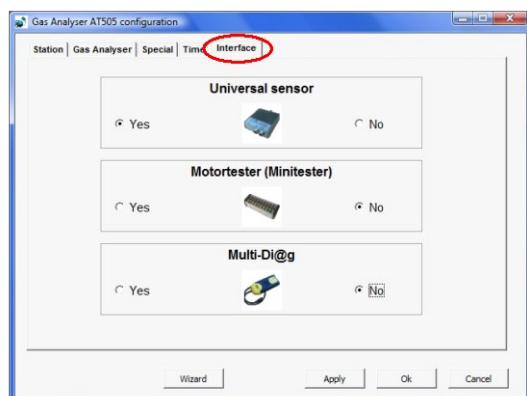 Gas Analyser AT505 configuration
Station Gas Analyser Special Time Interface
Universal sensor
Yes No
Motortester (Minitester)
Yes No
Multi-Di@g
Yes No
Wizard Apply Ok Cancel